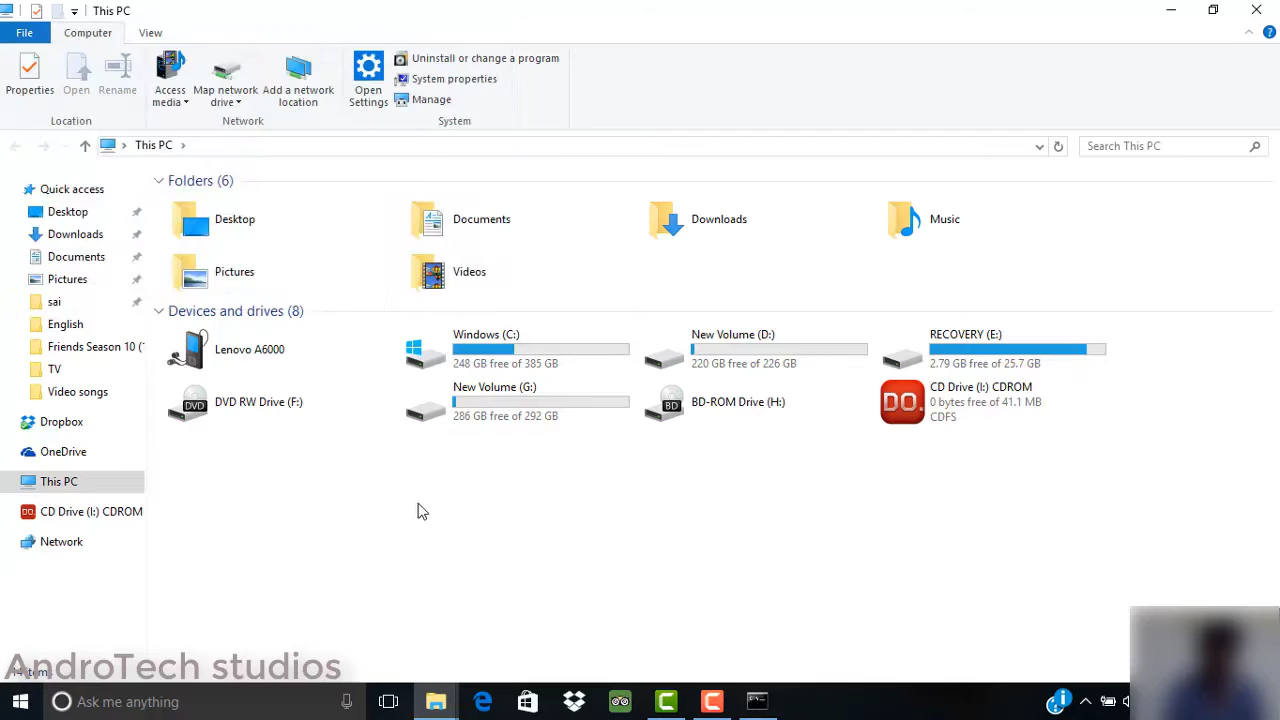 This PC
File Computer View
Properties
Open
Rename
Access media
Map network drive
Add a network location
Open Settings
Uninstall or change a program
System properties
Manage
Location
Network
System
This PC
Search This PC
Quick access
Desktop
Downloads
Documents
Pictures
sai
English
Friends Season 10 (1
TV
Video songs
Dropbox
OneDrive
This PC
CD Drive (I:) CDROM
Network
Folders (6)
Desktop
Documents
Downloads
Music
Pictures
Videos
Devices and drives (8)
Lenovo A6000
Windows (C:)
248 GB free of 385 GB
New Volume (D:)
220 GB free of 226 GB
RECOVERY (E:)
2.79 GB free of 25.7 GB
DVD
DVD RW Drive (F:)
New Volume (G:)
286 GB free of 292 GB
BD
BD-ROM Drive (H:)
DO.
CD Drive (I:) CDROM
0 bytes free of 41.1 MB
CDFS
AndroTech studios
Ask me anything